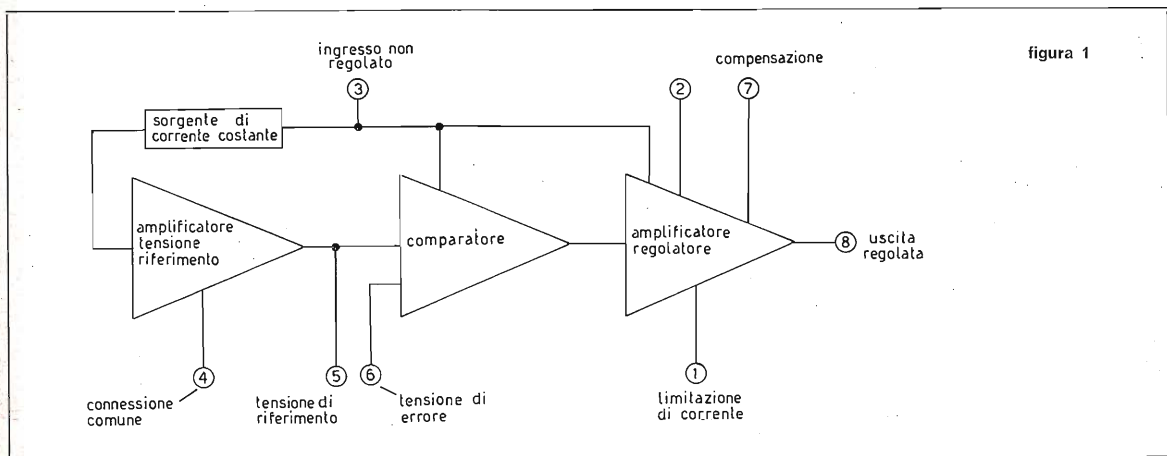 figura 1
ingresso non
regolato
3
compensazione
2
7
sorgente di
corrente costante
amplificatore
tensione
riferimento
comparatore
amplificatore
regolatore
8
uscita
regolata
4
5
6
1
connessione
comune
tensione di
riferimento
tensione di
errore
limitazione
di corrente